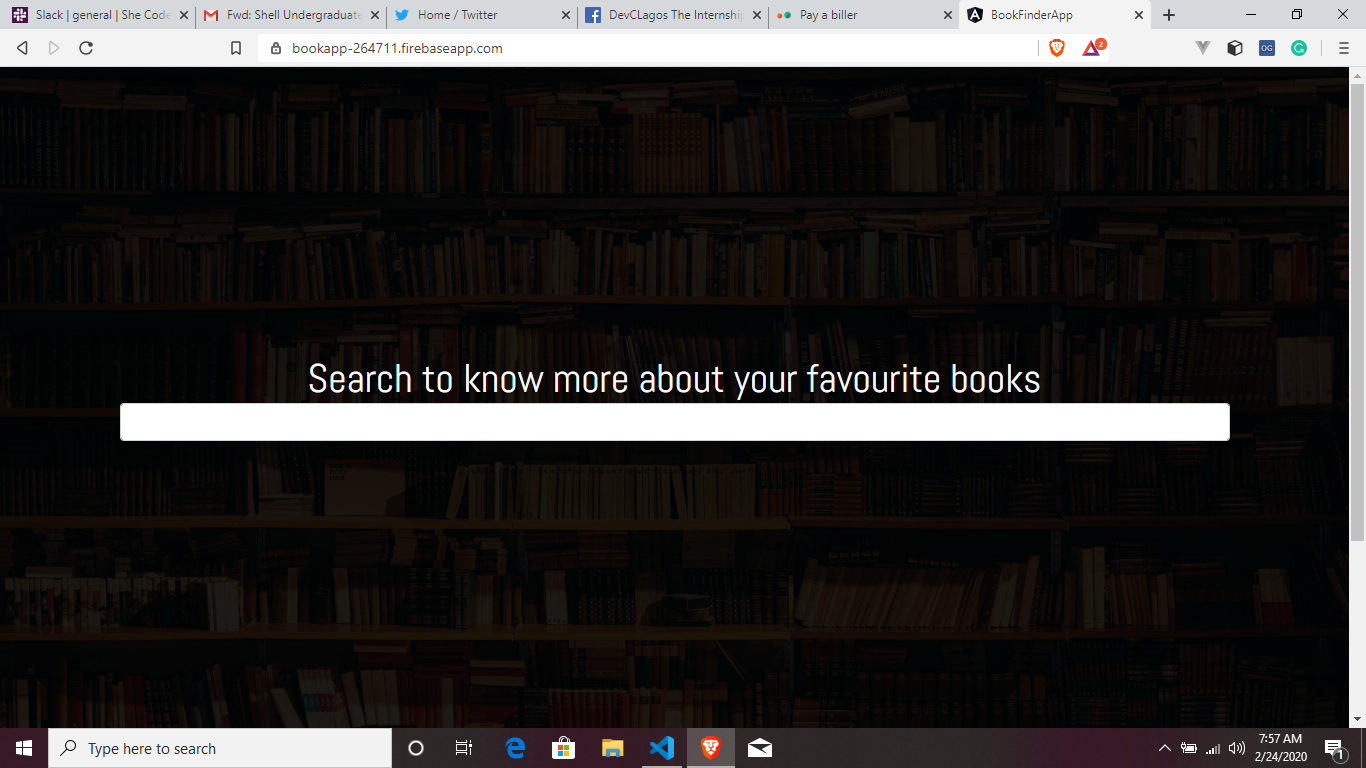 Slack | general | She Code
Fwd: Shell Undergraduate
Home / Twitter
DevCLagos The Internship
Pay a biller
BookFinderApp
bookapp-264711.firebaseapp.com
2
OG
Search to know more about your favourite books
Type here to search
7:57 AM
2/24/2020
1